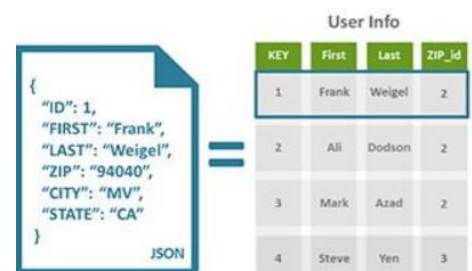 {
"ID": 1,
"FIRST": "Frank",
"LAST": "Weigel",
"ZIP": "94040",
"CITY": "MV",
"STATE": "CA"
}
JSON
=
User Info
KEY First Last ZIP_id
1 Frank Weigel 2
2 Ali Dodson 2
3 Mark Azad 2
4 Steve Yen 3